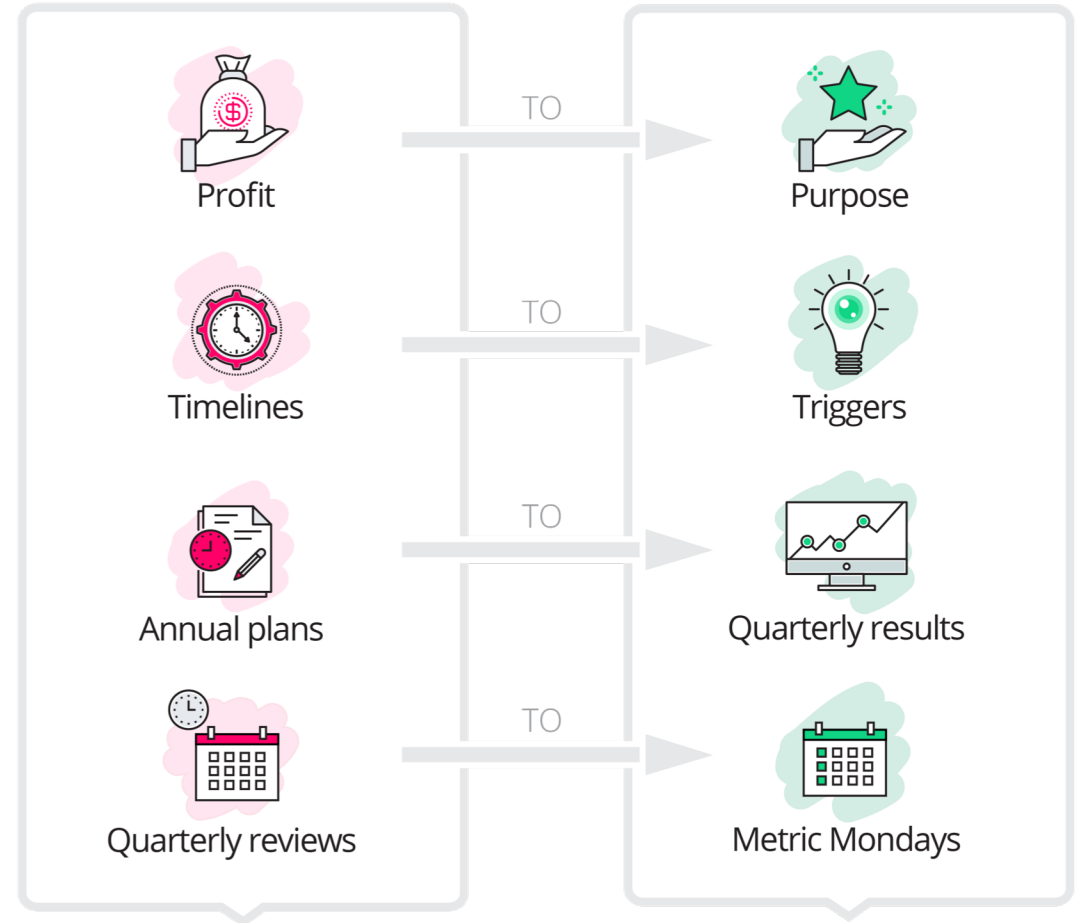 Profit
TO
Purpose
Timelines
TO
Triggers
Annual plans
TO
Quarterly results
Quarterly reviews
TO
Metric Mondays